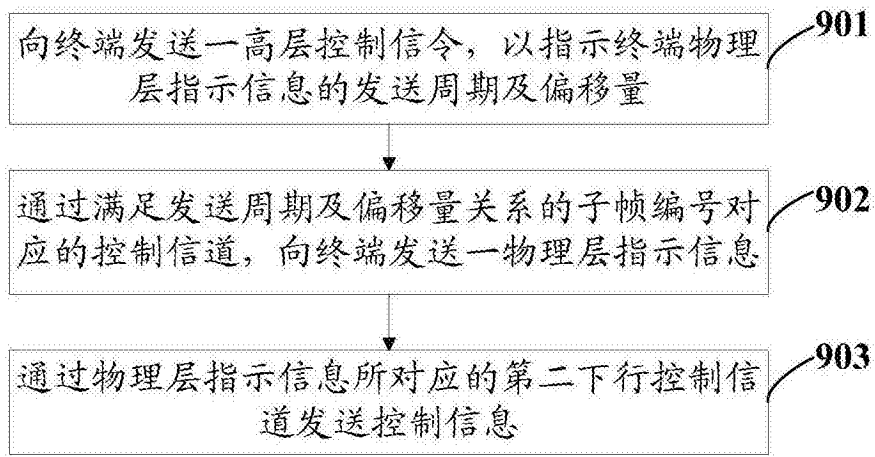 向终端发送一高层控制信令，以指示终端物理
层指示信息的发送周期及偏移量
901
通过满足发送周期及偏移量关系的子帧编号对
应的控制信道，向终端发送一物理层指示信息
902
通过物理层指示信息所对应的第二下行控制信
道发送控制信息
903